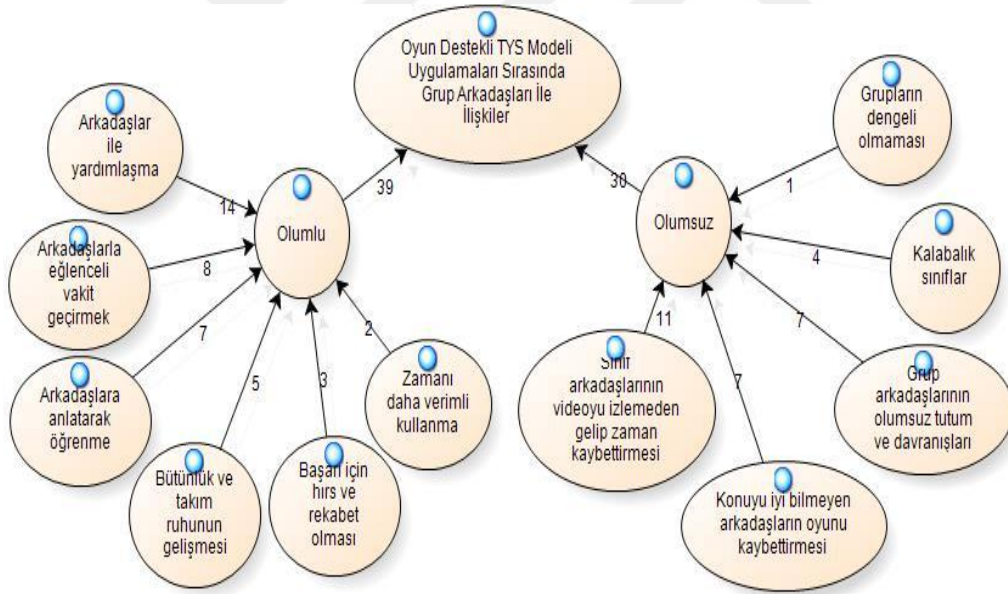 Oyun Destekli TYS Modeli
Uygulamaları Sırasında
Grup Arkadaşları İle
İlişkiler
Arkadaşlar
ile
yardımlaşma
14
Arkadaşlarla
eğlenceli
vakit
geçirmek
8
Arkadaşlara
anlatarak
öğrenme
7
Bütünlük ve
takım
ruhunun
gelişmesi
5
Başarı için
hırs ve
rekabet
olması
3
Zamanı
daha verimli
kullanma
2
Olumlu
39
Olumsuz
30
Grupların
dengeli
olmaması
1
Kalabalık
sınıflar
4
Grup
arkadaşlarının
olumsuz tutum
ve davranışları
7
Konuyu iyi bilmeyen
arkadaşların oyunu
kaybettirmesi
7
Sınıf
arkadaşlarının
videoyu izlemeden
gelip zaman
kaybettirmesi
11